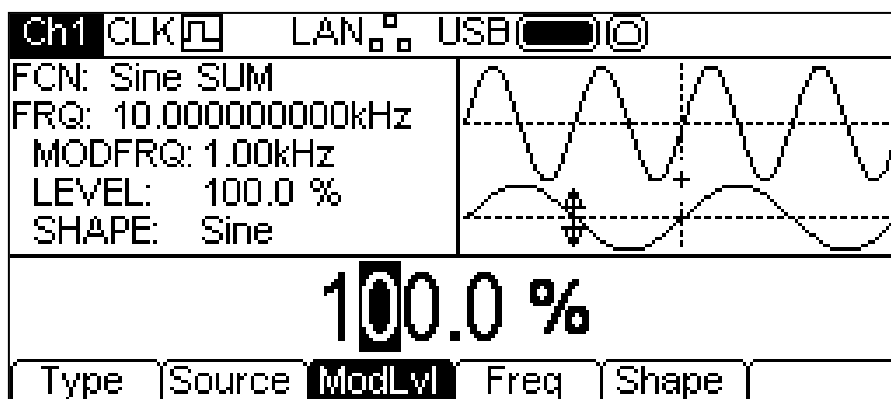 Ch1 CLK LAN USB
FCN: Sine SUM
FRQ: 10.000000000kHz
MODFRQ: 1.00kHz
LEVEL: 100.0 %
SHAPE: Sine
100.0 %
Type Source ModLvl Freq Shape